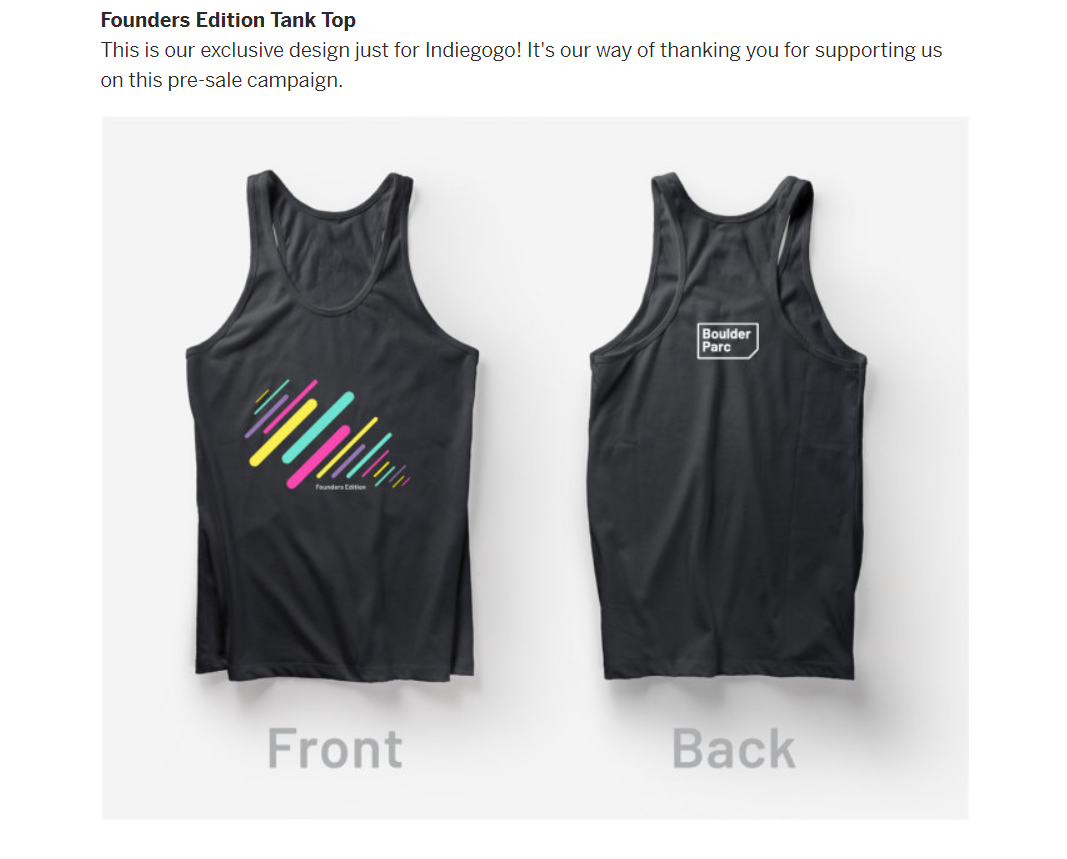 Founders Edition Tank Top
This is our exclusive design just for Indiegogo! It's our way of thanking you for supporting us
on this pre-sale campaign.
Founders Edition
Boulder
Parc
Front
Back